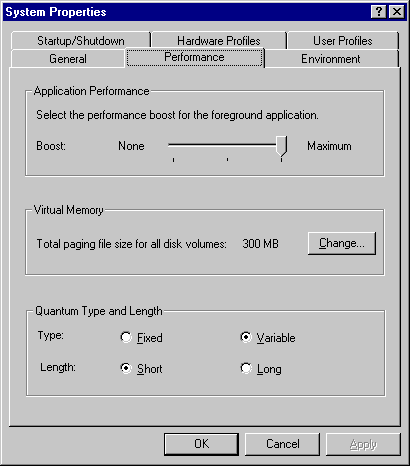 System Properties
Startup/Shutdown Hardware Profiles User Profiles
General Performance Environment
Application Performance
Select the performance boost for the foreground application.
Boost: None Maximum
Virtual Memory
Total paging file size for all disk volumes: 300 MB Change...
Quantum Type and Length
Type: Fixed Variable
Length: Short Long
OK Cancel Apply